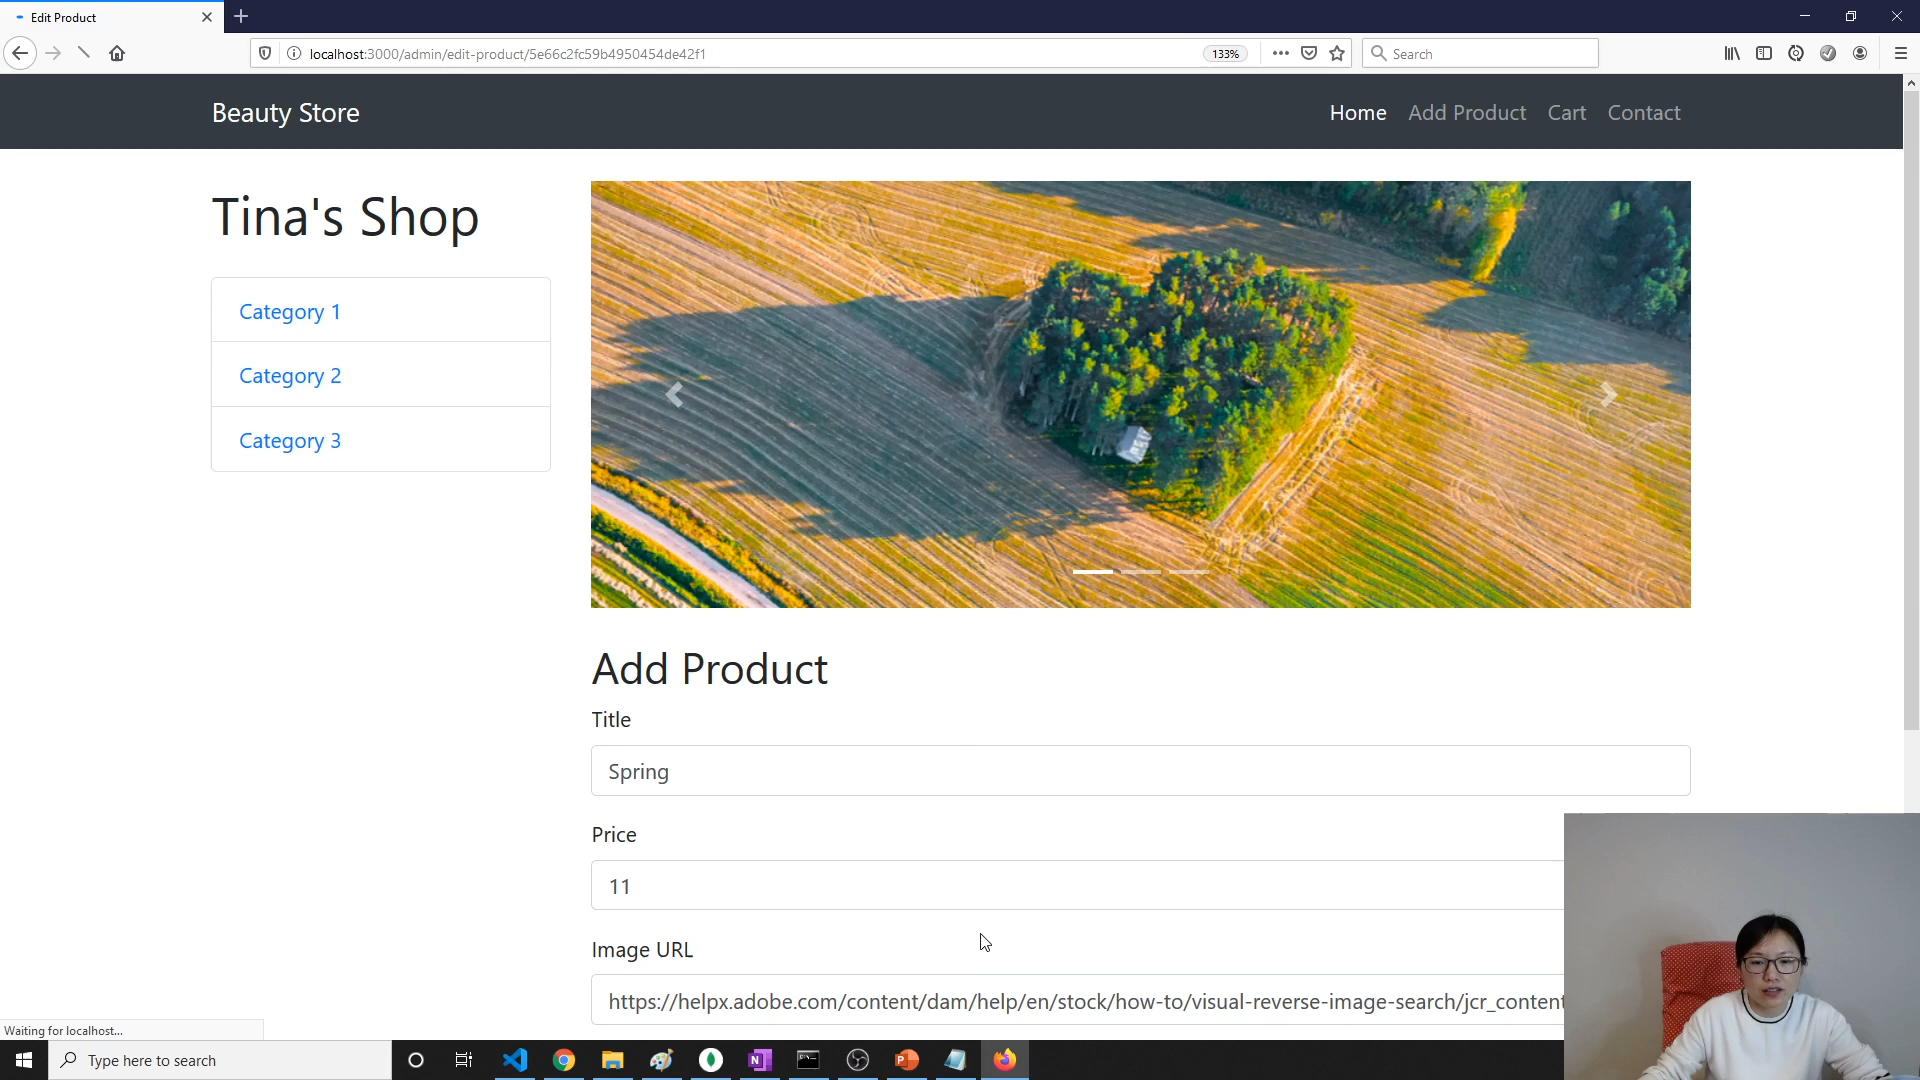 Edit Product
localhost:3000/admin/edit-product/5e66c2fc59b4950454de42f1
133%
Search
Beauty Store
Home
Add Product
Cart
Contact
Tina's Shop
Category 1
Category 2
Category 3
Add Product
Title
Spring
Price
11
Image URL
https://helpx.adobe.com/content/dam/help/en/stock/how-to/visual-reverse-image-search/jcr_content
Waiting for localhost...
Type here to search